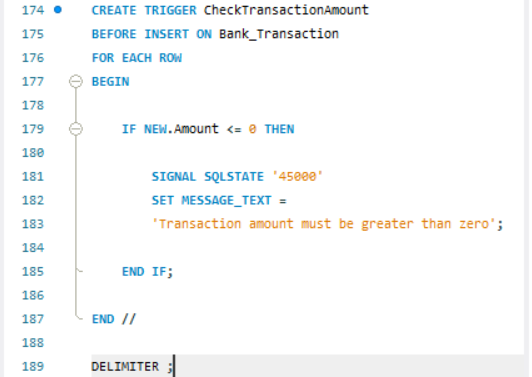 174 CREATE TRIGGER CheckTransactionAmount
175 BEFORE INSERT ON Bank_Transaction
176 FOR EACH ROW
177 BEGIN
178
179 IF NEW.Amount <= 0 THEN
180
181 SIGNAL SQLSTATE '45000'
182 SET MESSAGE_TEXT =
183 'Transaction amount must be greater than zero';
184
185 END IF;
186
187 END //
188
189 DELIMITER ;